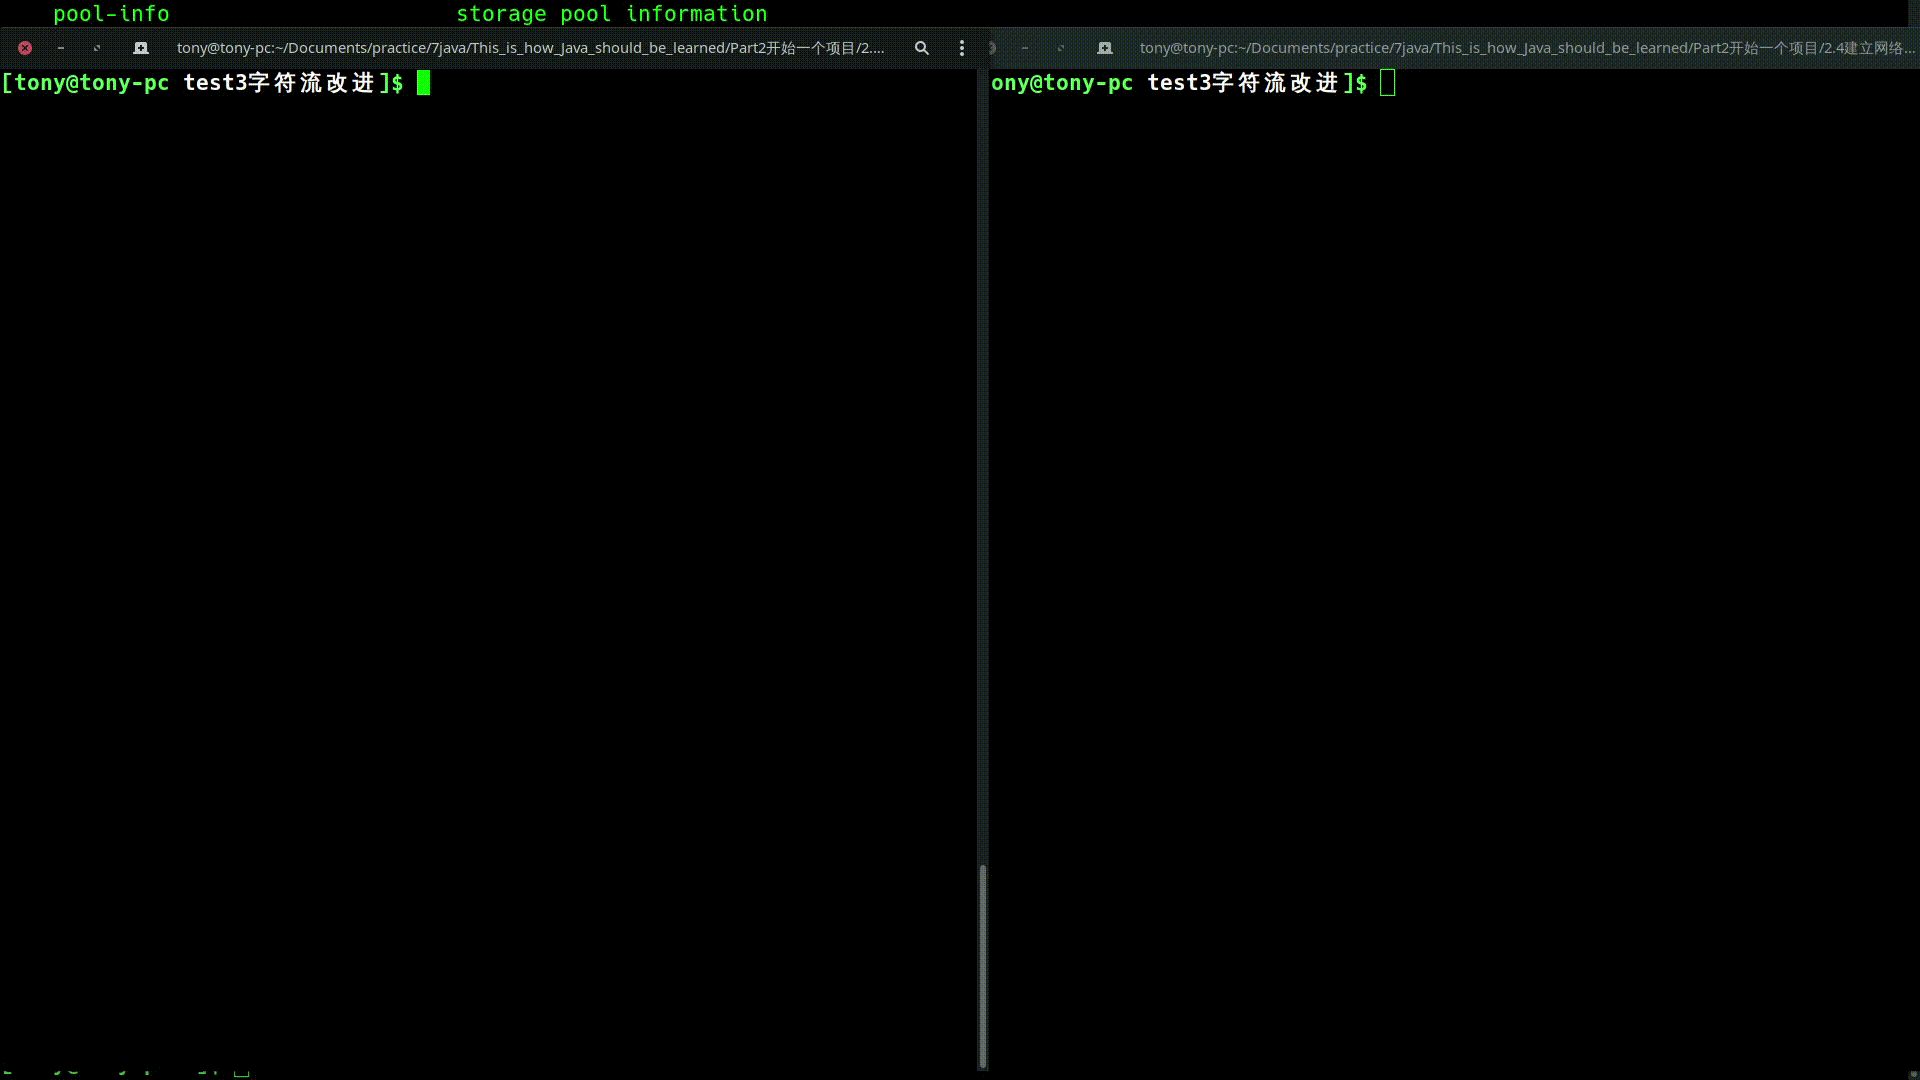 pool-info storage pool information
tony@tony-pc:~/Documents/practice/7java/This_is_how_Java_should_be_learned/Part2开始一个项目/2....
tony@tony-pc:~/Documents/practice/7java/This_is_how_Java_should_be_learned/Part2开始一个项目/2.4建立网络...
[tony@tony-pc test3字符流改进]$
ony@tony-pc test3字符流改进]$